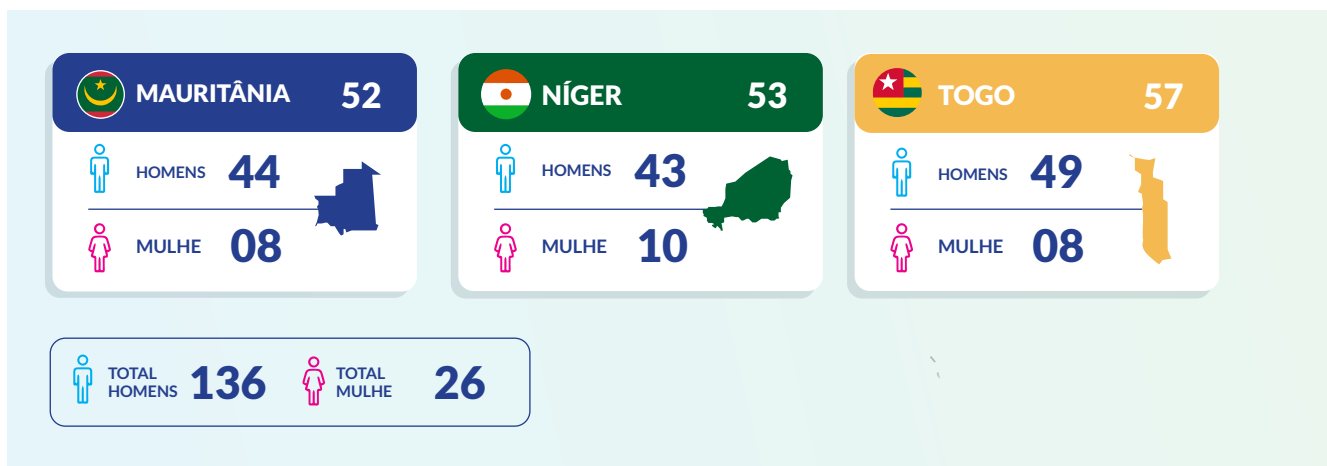 MAURITÂNIA 52
HOMENS 44
MULHE 08
NÍGER 53
HOMENS 43
MULHE 10
TOGO 57
HOMENS 49
MULHE 08
TOTAL
HOMENS 136
TOTAL
MULHE 26